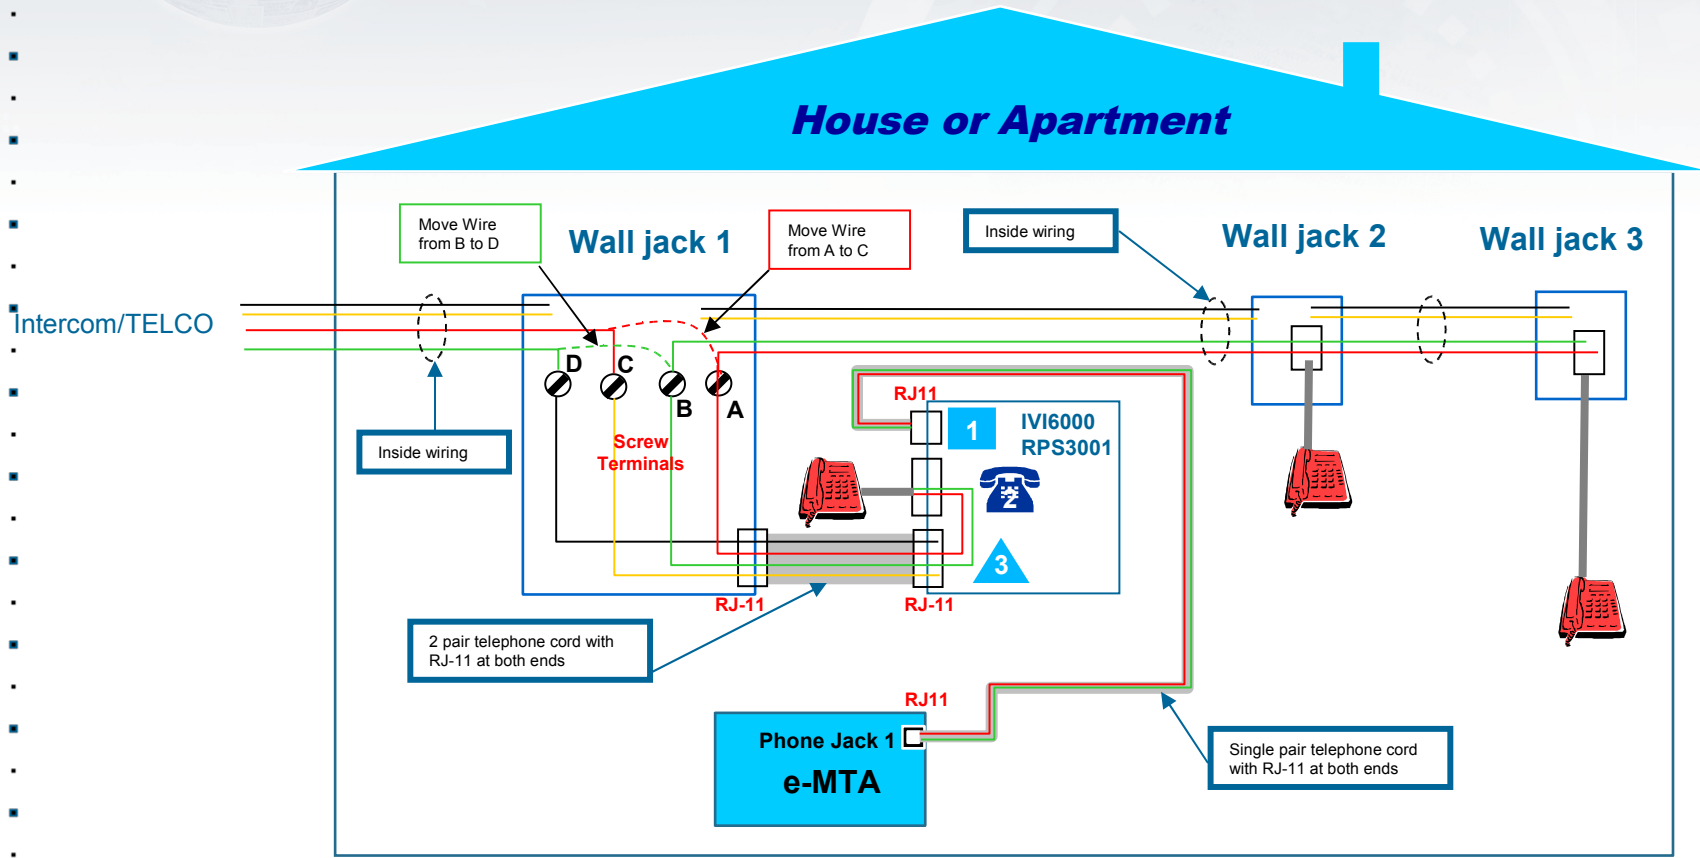 House or Apartment
Move Wire
from B to D
Wall jack 1
Move Wire
from A to C
Inside wiring
Wall jack 2
Wall jack 3
Intercom/TELCO
D
C
B
A
Screw
Terminals
Inside wiring
RJ11
1
IVI6000
RPS3001
2
3
RJ-11
RJ-11
2 pair telephone cord with
RJ-11 at both ends
RJ11
Phone Jack 1
e-MTA
Single pair telephone cord
with RJ-11 at both ends